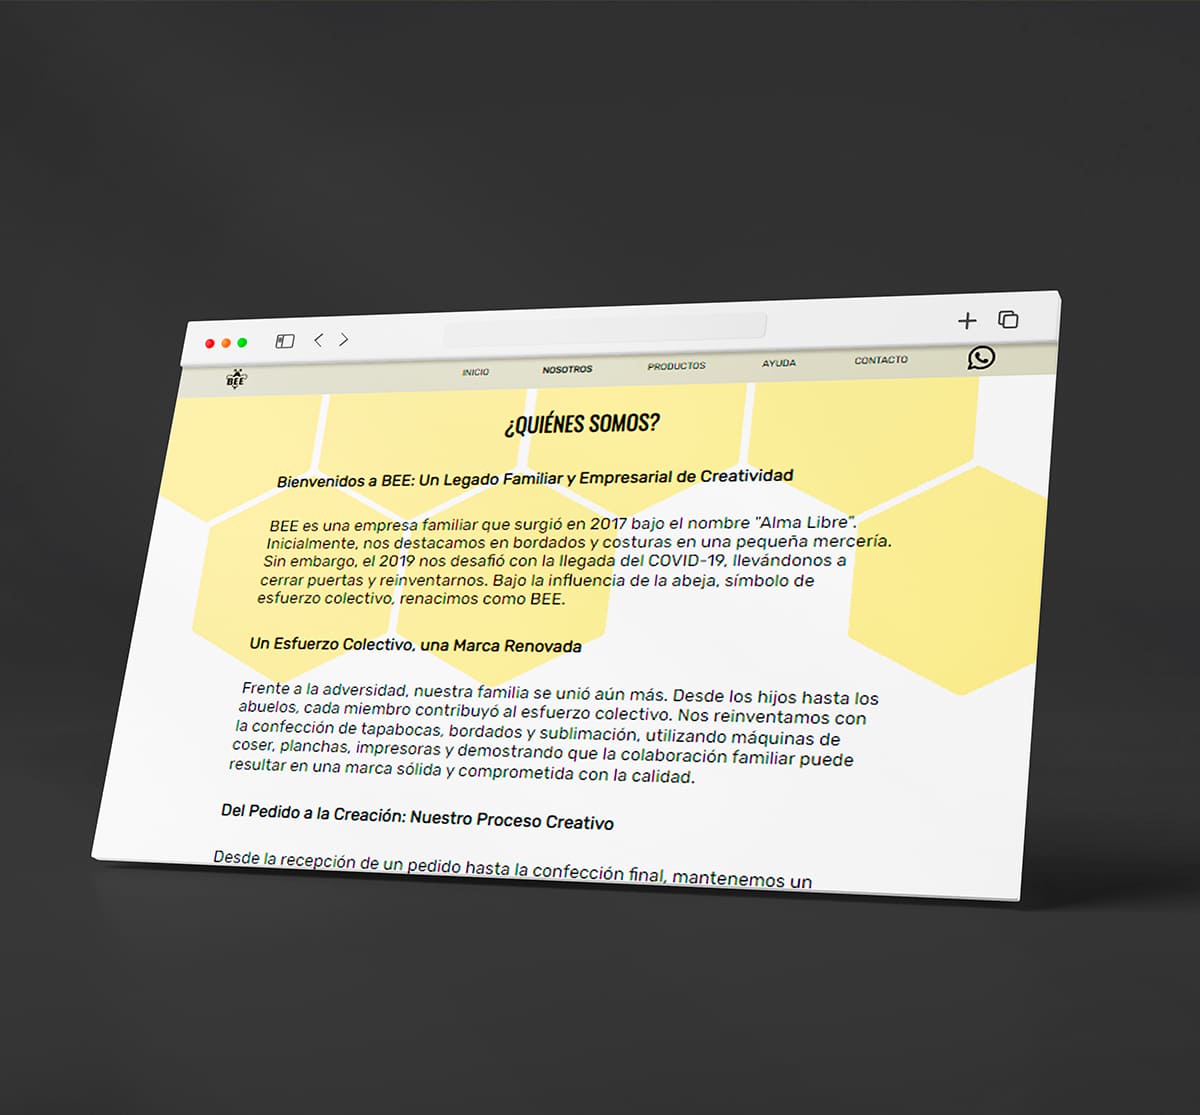 BEE
INICIO
NOSOTROS
PRODUCTOS
AYUDA
CONTACTO
¿QUIÉNES SOMOS?
Bienvenidos a BEE: Un Legado Familiar y Empresarial de Creatividad
BEE es una empresa familiar que surgió en 2017 bajo el nombre "Alma Libre".
Inicialmente, nos destacamos en bordados y costuras en una pequeña mercería.
Sin embargo, el 2019 nos desafió con la llegada del COVID-19, llevándonos a
cerrar puertas y reinventarnos. Bajo la influencia de la abeja, símbolo de
esfuerzo colectivo, renacimos como BEE.
Un Esfuerzo Colectivo, una Marca Renovada
Frente a la adversidad, nuestra familia se unió aún más. Desde los hijos hasta los
abuelos, cada miembro contribuyó al esfuerzo colectivo. Nos reinventamos con
la confección de tapabocas, bordados y sublimación, utilizando máquinas de
coser, planchas, impresoras y demostrando que la colaboración familiar puede
resultar en una marca sólida y comprometida con la calidad.
Del Pedido a la Creación: Nuestro Proceso Creativo
Desde la recepción de un pedido hasta la confección final, mantenemos un